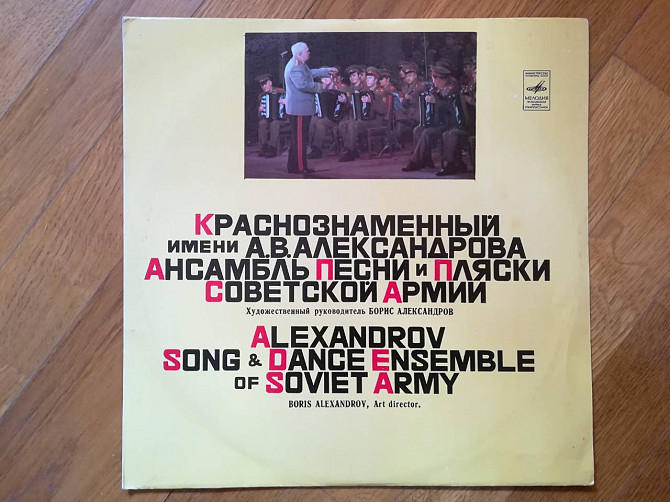 МЕЛОДИЯ
КРАСНОЗНАМЕННЫЙ
ИМЕНИ А.В.АЛЕКСАНДРОВА
АНСАМБЛЬ ПЕСНИ И ПЛЯСКИ
СОВЕТСКОЙ АРМИИ
Художественный руководитель БОРИС АЛЕКСАНДРОВ
ALEXANDROV
SONG & DANCE ENSEMBLE
OF SOVIET ARMY
BORIS ALEXANDROV, Art director.